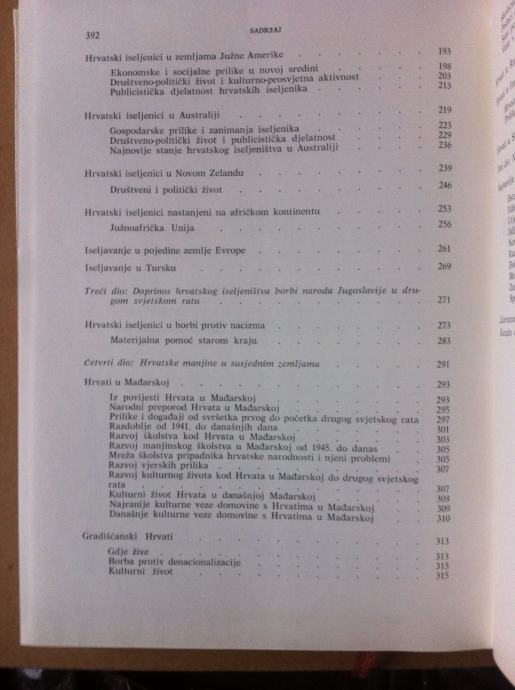 392
SADRŽAJ
Hrvatski iseljenici u zemljama Južne Amerike . . . . . . . . 193
Ekonomske i socijalne prilike u novoj sredini . . . . . . 198
Društveno-politički život i kulturno-prosvjetna aktivnost . . . . 203
Publicistička djelatnost hrvatskih iseljenika . . . . . . 213
Hrvatski iseljenici u Australiji . . . . . . . . 219
Gospodarske prilike i zanimanja iseljenika . . . . . . 223
Društveno-politički život i publicistička djelatnost . . . . 229
Najnovije stanje hrvatskog iseljeništva u Australiji . . . . 236
Hrvatski iseljenici u Novom Zelandu . . . . . . . . 239
Društveni i politički život . . . . . . . . 246
Hrvatski iseljenici nastanjeni na afričkom kontinentu . . . . . 253
Južnoafrička Unija . . . . . . . . 256
Iseljavanje u pojedine zemlje Evrope . . . . . . . 261
Iseljavanje u Tursku . . . . . . . . 269
Treći dio: Doprinos hrvatskog iseljeništva borbi naroda Jugoslavije u dru-
gom svjetskom ratu . . . . . . . . 271
Hrvatski iseljenici u borbi protiv nacizma . . . . . . 273
Materijalna pomoć starom kraju . . . . . . . 283
Četvrti dio: Hrvatske manjine u susjednim zemljama . . . . . 291
Hrvati u Mađarskoj . . . . . . . . 293
Iz povijesti Hrvata u Mađarskoj . . . . . . . 293
Narodni preporod Hrvata u Mađarskoj . . . . . . 295
Prilike i događaji od svršetka prvog do početka drugog svjetskog rata 297
Razdoblje od 1941. do današnjih dana . . . . . . 301
Razvoj školstva kod Hrvata u Mađarskoj . . . . . 303
Razvoj manjinskog školstva u Mađarskoj od 1945. do danas . . 305
Mreža školstva pripadnika hrvatske narodnosti i njeni problemi . 305
Razvoj vjerskih prilika . . . . . . . . 307
Razvoj kulturnog života kod Hrvata u Mađarskoj do drugog svjetskog
rata . . . . . . . . 307
Kulturni život Hrvata u današnjoj Mađarskoj . . . . . 308
Najranije kulturne veze domovine s Hrvatima u Mađarskoj . . 309
Današnje kulturne veze domovine s Hrvatima u Mađarskoj . . 310
Gradišćanski Hrvati . . . . . . . . 313
Gdje žive . . . . . . . . 313
Borba protiv denacionalizacije . . . . . . . 315
Kulturni život . . . . . . . . 315